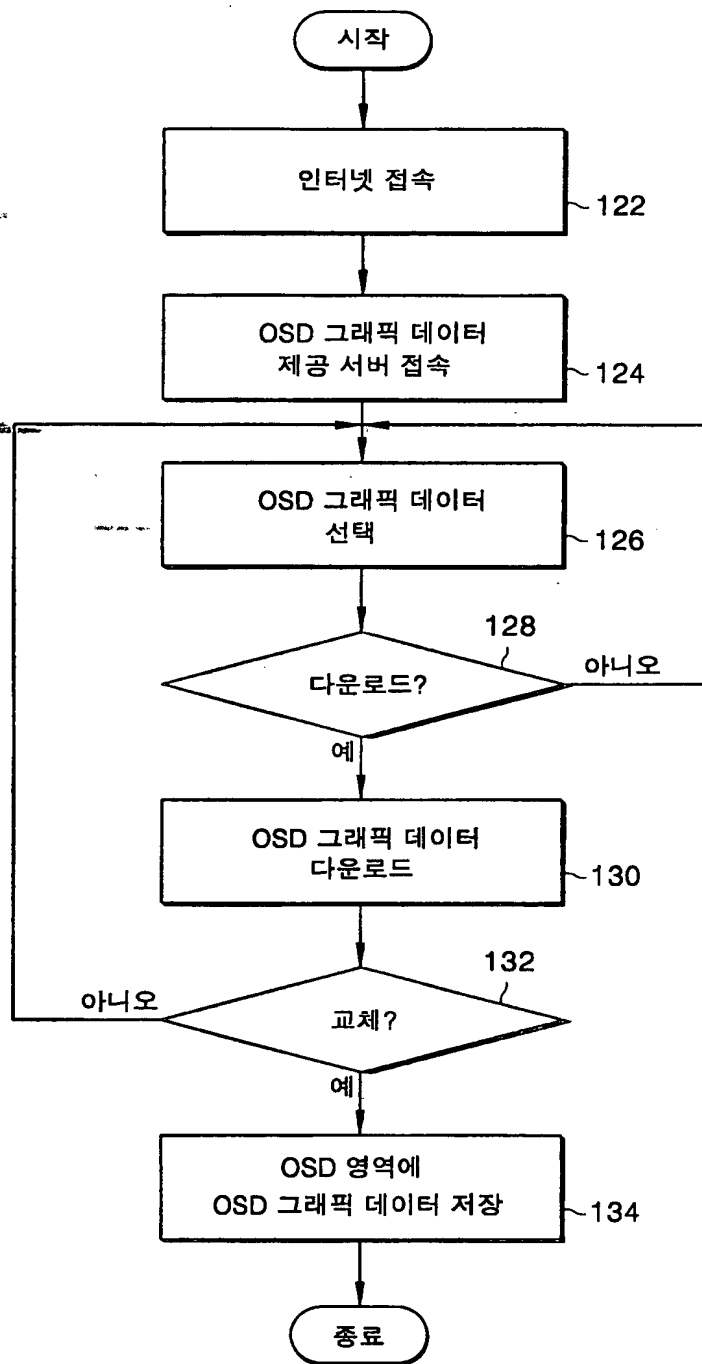 시작
인터넷 접속
122
OSD 그래픽 데이터
제공 서버 접속
124
OSD 그래픽 데이터
선택
126
128
다운로드?
아니오
예
OSD 그래픽 데이터
다운로드
130
132
아니오
교체?
예
OSD 영역에
OSD 그래픽 데이터 저장
134
종료